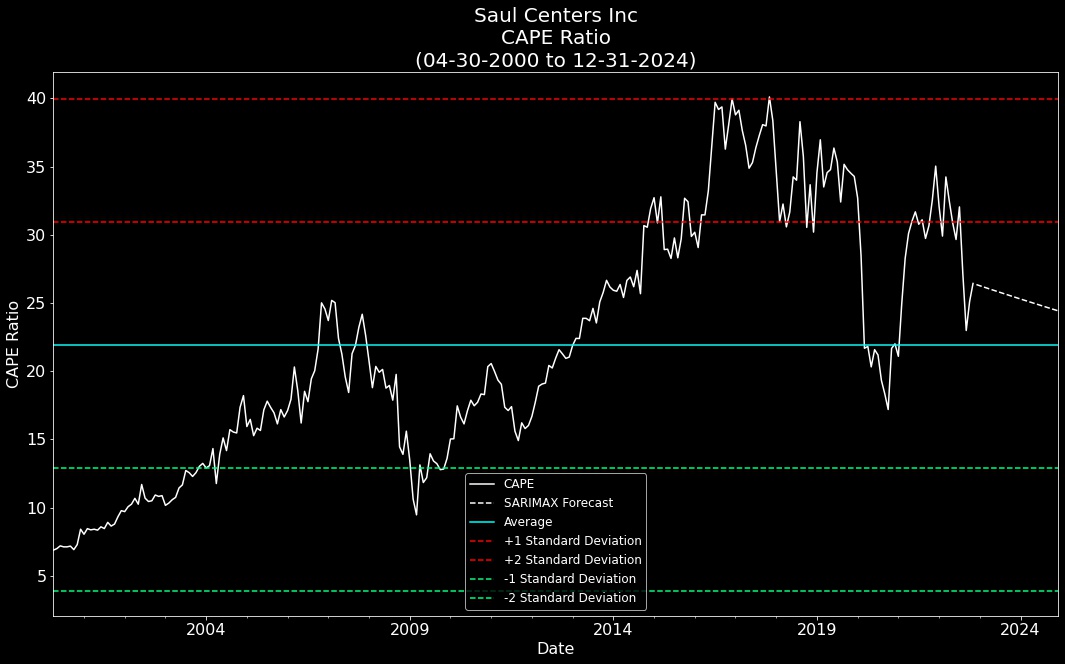 Saul Centers Inc
CAPE Ratio
(04-30-2000 to 12-31-2024)
CAPE Ratio
40
35
30
25
20
15
10
5
CAPE
SARIMAX Forecast
Average
+1 Standard Deviation
+2 Standard Deviation
-1 Standard Deviation
-2 Standard Deviation
2004 2009 2014 2019 2024
Date